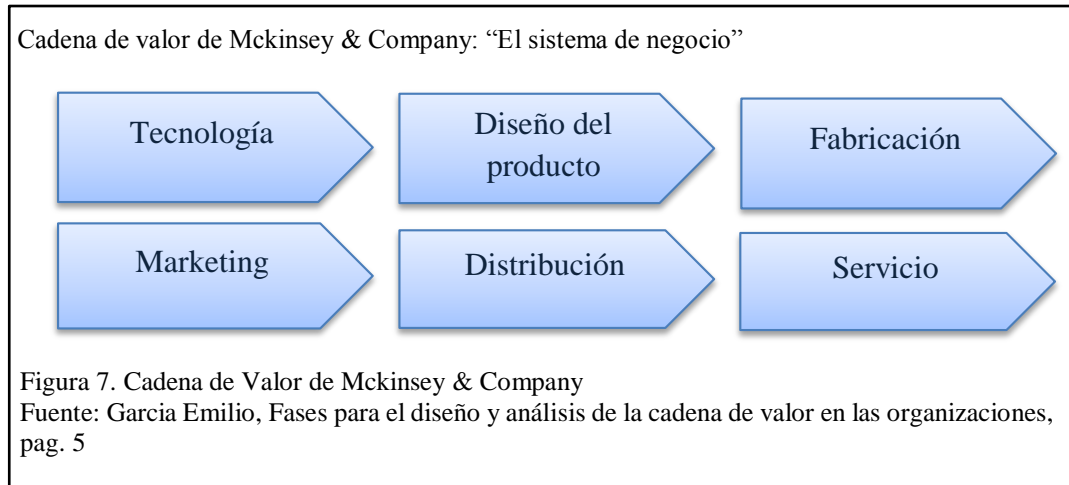 Cadena de valor de Mckinsey & Company: “El sistema de negocio”
Tecnología
Diseño del
producto
Fabricación
Marketing
Distribución
Servicio
Figura 7. Cadena de Valor de Mckinsey & Company
Fuente: Garcia Emilio, Fases para el diseño y análisis de la cadena de valor en las organizaciones,
pag. 5